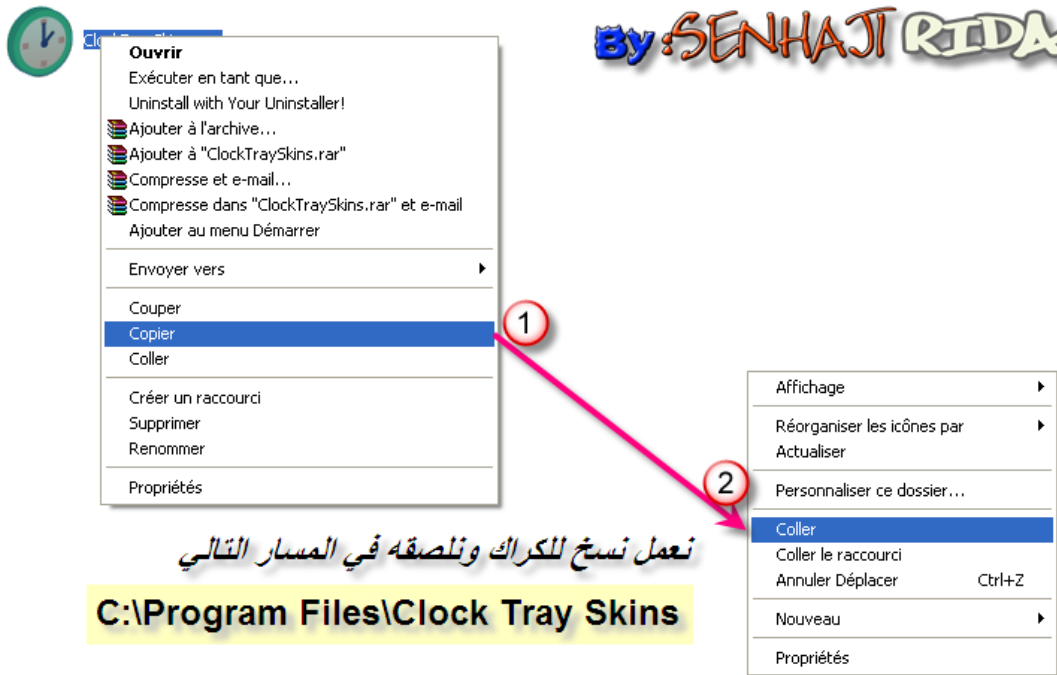 By :SENHAJI RIDA
Ouvrir
Exécuter en tant que...
Uninstall with Your Uninstaller!
Ajouter à l'archive...
Ajouter à "ClockTraySkins.rar"
Compresse et e-mail...
Compresse dans "ClockTraySkins.rar" et e-mail
Ajouter au menu Démarrer
Envoyer vers
Couper
Copier
Coller
Créer un raccourci
Supprimer
Renommer
Propriétés
1
2
Affichage
Réorganiser les icônes par
Actualiser
Personnaliser ce dossier...
Coller
Coller le raccourci
Annuler Déplacer Ctrl+Z
Nouveau
Propriétés
نعمل نسخ للكراك ونلصقه في المسار التالي
C:\Program Files\Clock Tray Skins